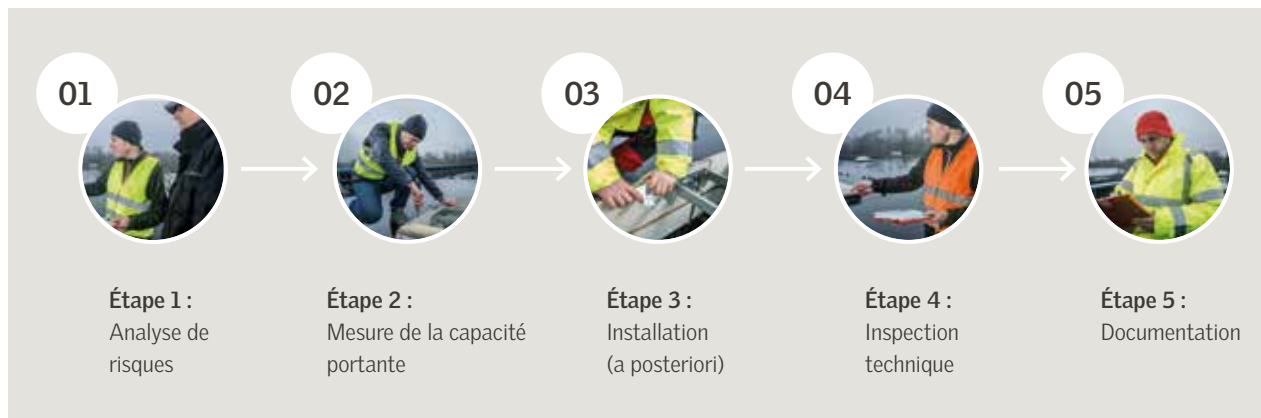 01
02
03
04
05
Étape 1 :
Analyse de
risques
Étape 2 :
Mesure de la capacité
portante
Étape 3 :
Installation
(a posteriori)
Étape 4 :
Inspection
technique
Étape 5 :
Documentation